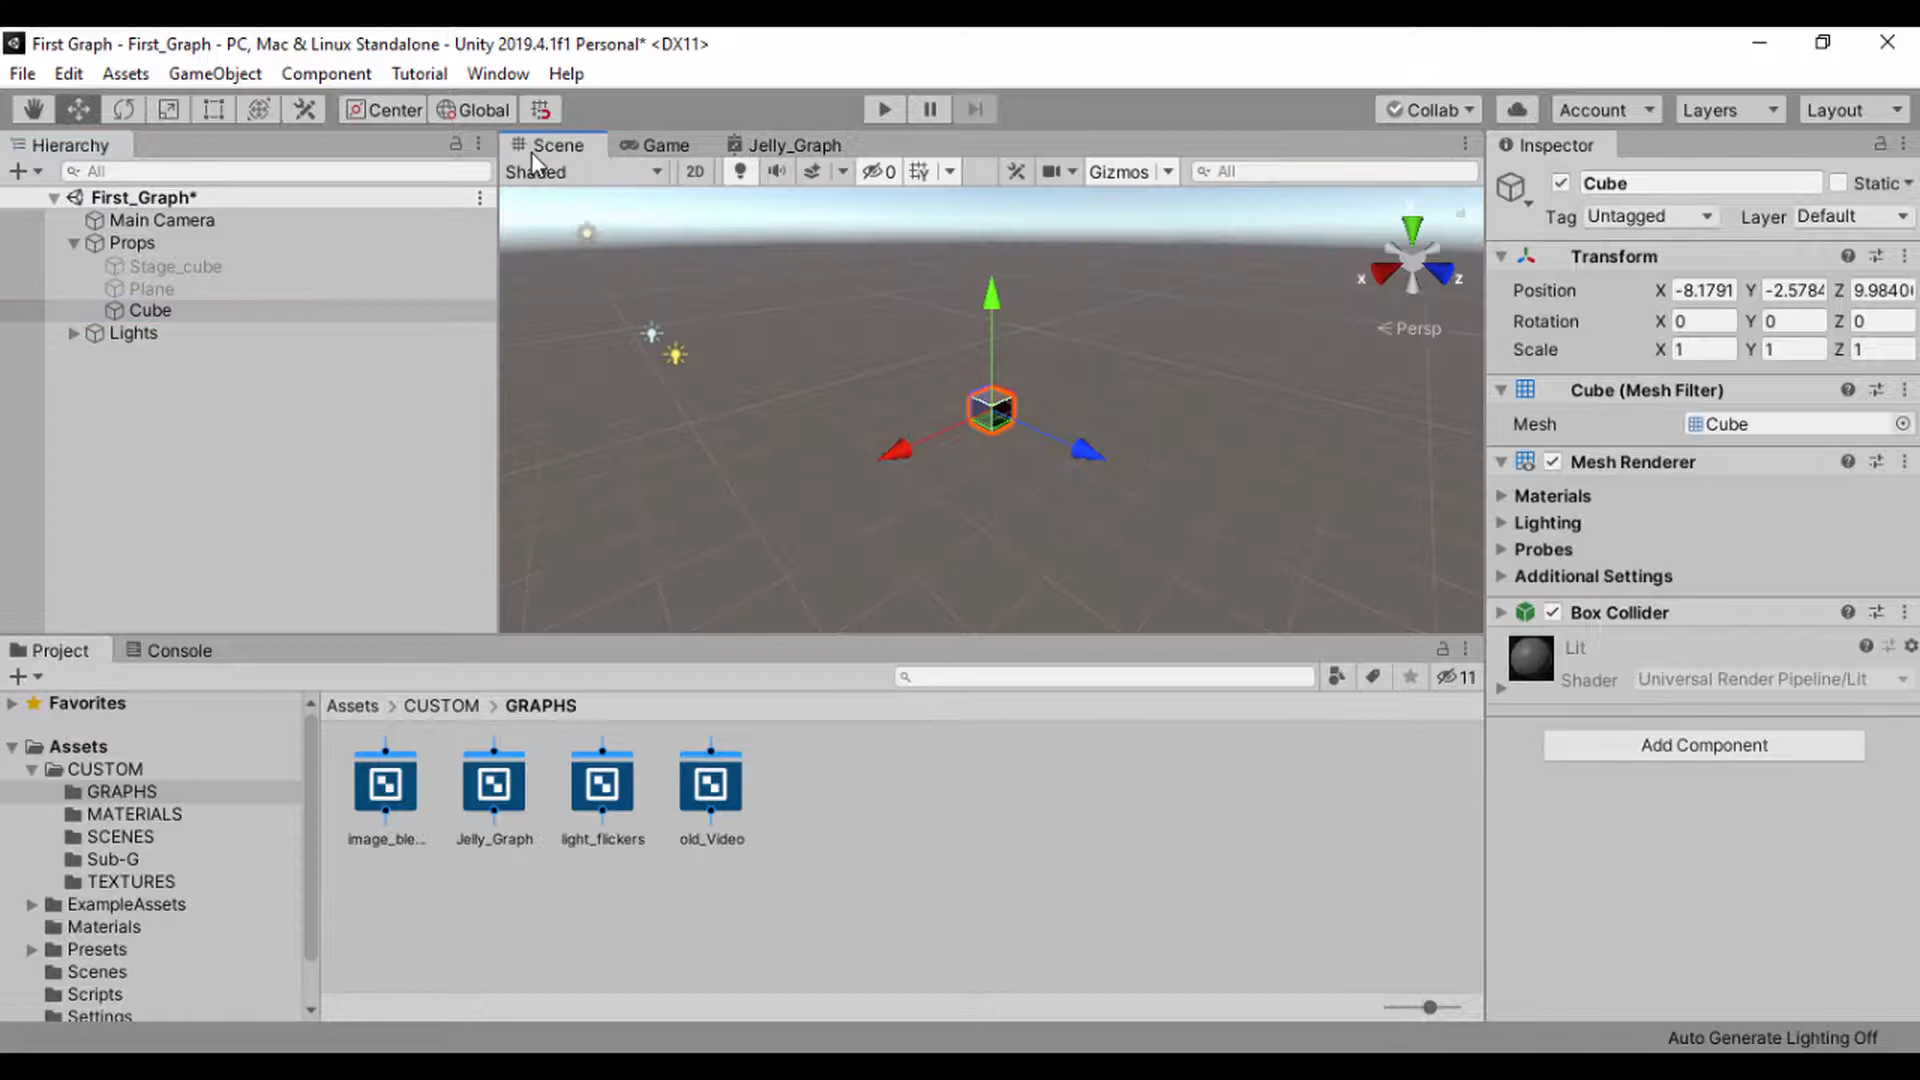 First Graph - First_Graph - PC, Mac & Linux Standalone - Unity 2019.4.1f1 Personal* <DX11>
File Edit Assets GameObject Component Tutorial Window Help
Center Global Collab Account Layers Layout
Hierarchy
All
First_Graph*
Main Camera
Props
Stage_cube
Plane
Cube
Lights
Scene Game Jelly_Graph
Shaded 2D 0 Gizmos All
x z
Persp
Inspector
Cube Static
Tag Untagged Layer Default
Transform
Position X -8.1791 Y -2.5784 Z 9.9840
Rotation X 0 Y 0 Z 0
Scale X 1 Y 1 Z 1
Cube (Mesh Filter)
Mesh Cube
Mesh Renderer
Materials
Lighting
Probes
Additional Settings
Box Collider
Lit
Shader Universal Render Pipeline/Lit
Add Component
Project Console
11
Favorites
Assets
CUSTOM
GRAPHS
MATERIALS
SCENES
Sub-G
TEXTURES
ExampleAssets
Materials
Presets
Scenes
Scripts
Settings
Assets > CUSTOM > GRAPHS
image_ble... Jelly_Graph light_flickers old_Video
Auto Generate Lighting Off